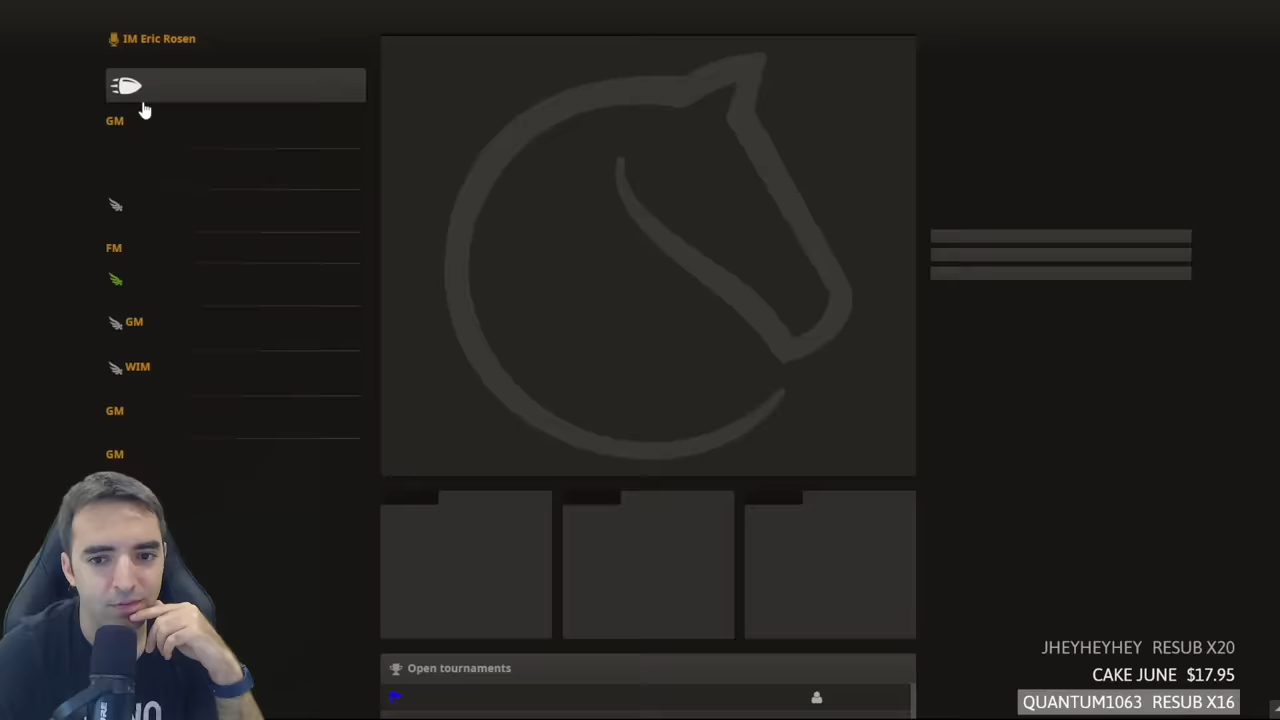 IM Eric Rosen
GM
FM
GM
WIM
GM
GM
Open tournaments
JHEYHEYHEY RESUB X20
CAKE JUNE $17.95
QUANTUM1063 RESUB X16